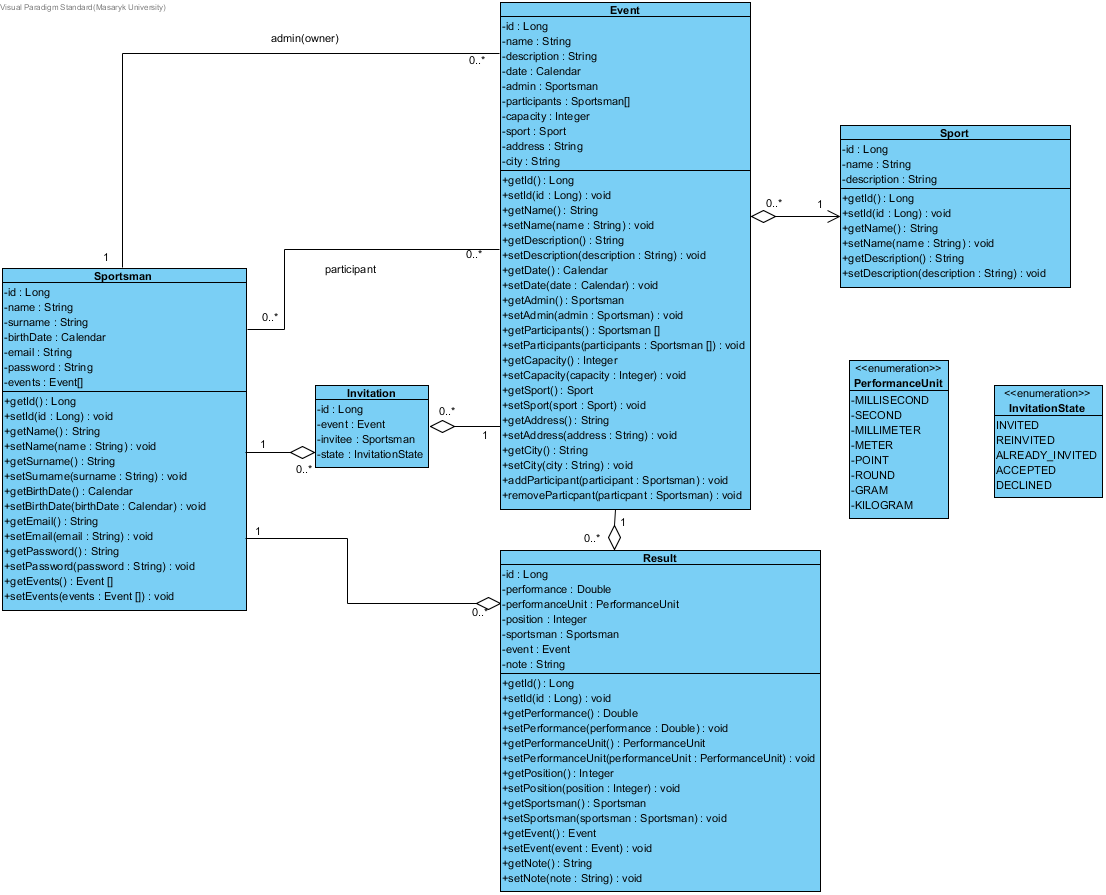 Visual Paradigm Standard(Masaryk University)
Event
-id : Long
-name : String
-description : String
-date : Calendar
-admin : Sportsman
-participants : Sportsman[]
-capacity : Integer
-sport : Sport
-address : String
-city : String
+getId() : Long
+setId(id : Long) : void
+getName() : String
+setName(name : String) : void
+getDescription() : String
+setDescription(description : String) : void
+getDate() : Calendar
+setDate(date : Calendar) : void
+getAdmin() : Sportsman
+setAdmin(admin : Sportsman) : void
+getParticipants() : Sportsman []
+setParticipants(participants : Sportsman []) : void
+getCapacity() : Integer
+setCapacity(capacity : Integer) : void
+getSport() : Sport
+setSport(sport : Sport) : void
+getAddress() : String
+setAddress(address : String) : void
+getCity() : String
+setCity(city : String) : void
+addParticipant(participant : Sportsman) : void
+removeParticpant(particpant : Sportsman) : void
admin(owner)
0..*
1
participant
0..*
0..*
Sport
-id : Long
-name : String
-description : String
+getId() : Long
+setId(id : Long) : void
+getName() : String
+setName(name : String) : void
+getDescription() : String
+setDescription(description : String) : void
0..*
1
Sportsman
-id : Long
-name : String
-surname : String
-birthDate : Calendar
-email : String
-password : String
-events : Event[]
+getId() : Long
+setId(id : Long) : void
+getName() : String
+setName(name : String) : void
+getSurname() : String
+setSurname(surname : String) : void
+getBirthDate() : Calendar
+setBirthDate(birthDate : Calendar) : void
+getEmail() : String
+setEmail(email : String) : void
+getPassword() : String
+setPassword(password : String) : void
+getEvents() : Event []
+setEvents(events : Event []) : void
Invitation
-id : Long
-event : Event
-invitee : Sportsman
-state : InvitationState
0..*
1
1
0..*
<<enumeration>>
PerformanceUnit
-MILLISECOND
-SECOND
-MILLIMETER
-METER
-POINT
-ROUND
-GRAM
-KILOGRAM
<<enumeration>>
InvitationState
INVITED
REINVITED
ALREADY_INVITED
ACCEPTED
DECLINED
1
0..*
1
0..*
Result
-id : Long
-performance : Double
-performanceUnit : PerformanceUnit
-position : Integer
-sportsman : Sportsman
-event : Event
-note : String
+getId() : Long
+setId(id : Long) : void
+getPerformance() : Double
+setPerformance(performance : Double) : void
+getPerformanceUnit() : PerformanceUnit
+setPerformanceUnit(performanceUnit : PerformanceUnit) : void
+getPosition() : Integer
+setPosition(position : Integer) : void
+getSportsman() : Sportsman
+setSportsman(sportsman : Sportsman) : void
+getEvent() : Event
+setEvent(event : Event) : void
+getNote() : String
+setNote(note : String) : void